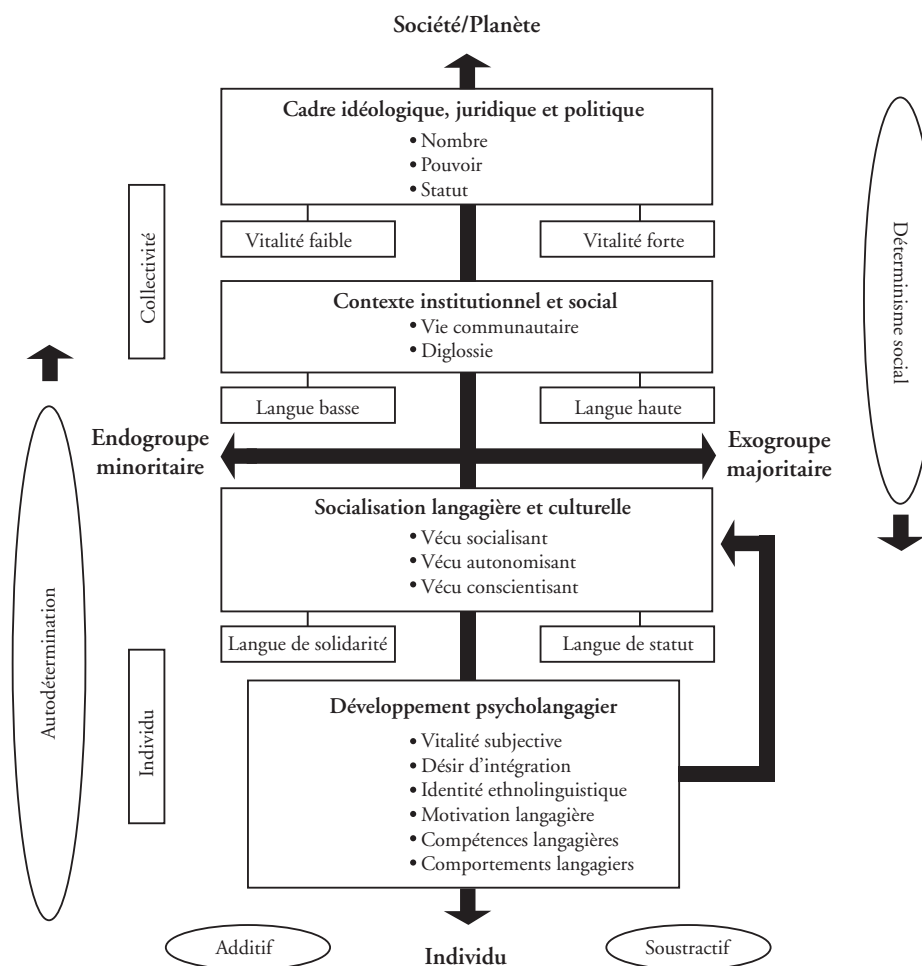 Société/Planète
Cadre idéologique, juridique et politique
• Nombre
• Pouvoir
• Statut
Vitalité faible
Vitalité forte
Collectivité
Déterminisme social
Contexte institutionnel et social
• Vie communautaire
• Diglossie
Langue basse
Langue haute
Endogroupe
minoritaire
Exogroupe
majoritaire
Socialisation langagière et culturelle
• Vécu socialisant
• Vécu autonomisant
• Vécu conscientisant
Langue de solidarité
Langue de statut
Autodétermination
Individu
Développement psycholangagier
• Vitalité subjective
• Désir d'intégration
• Identité ethnolinguistique
• Motivation langagière
• Compétences langagières
• Comportements langagiers
Additif
Individu
Soustractif